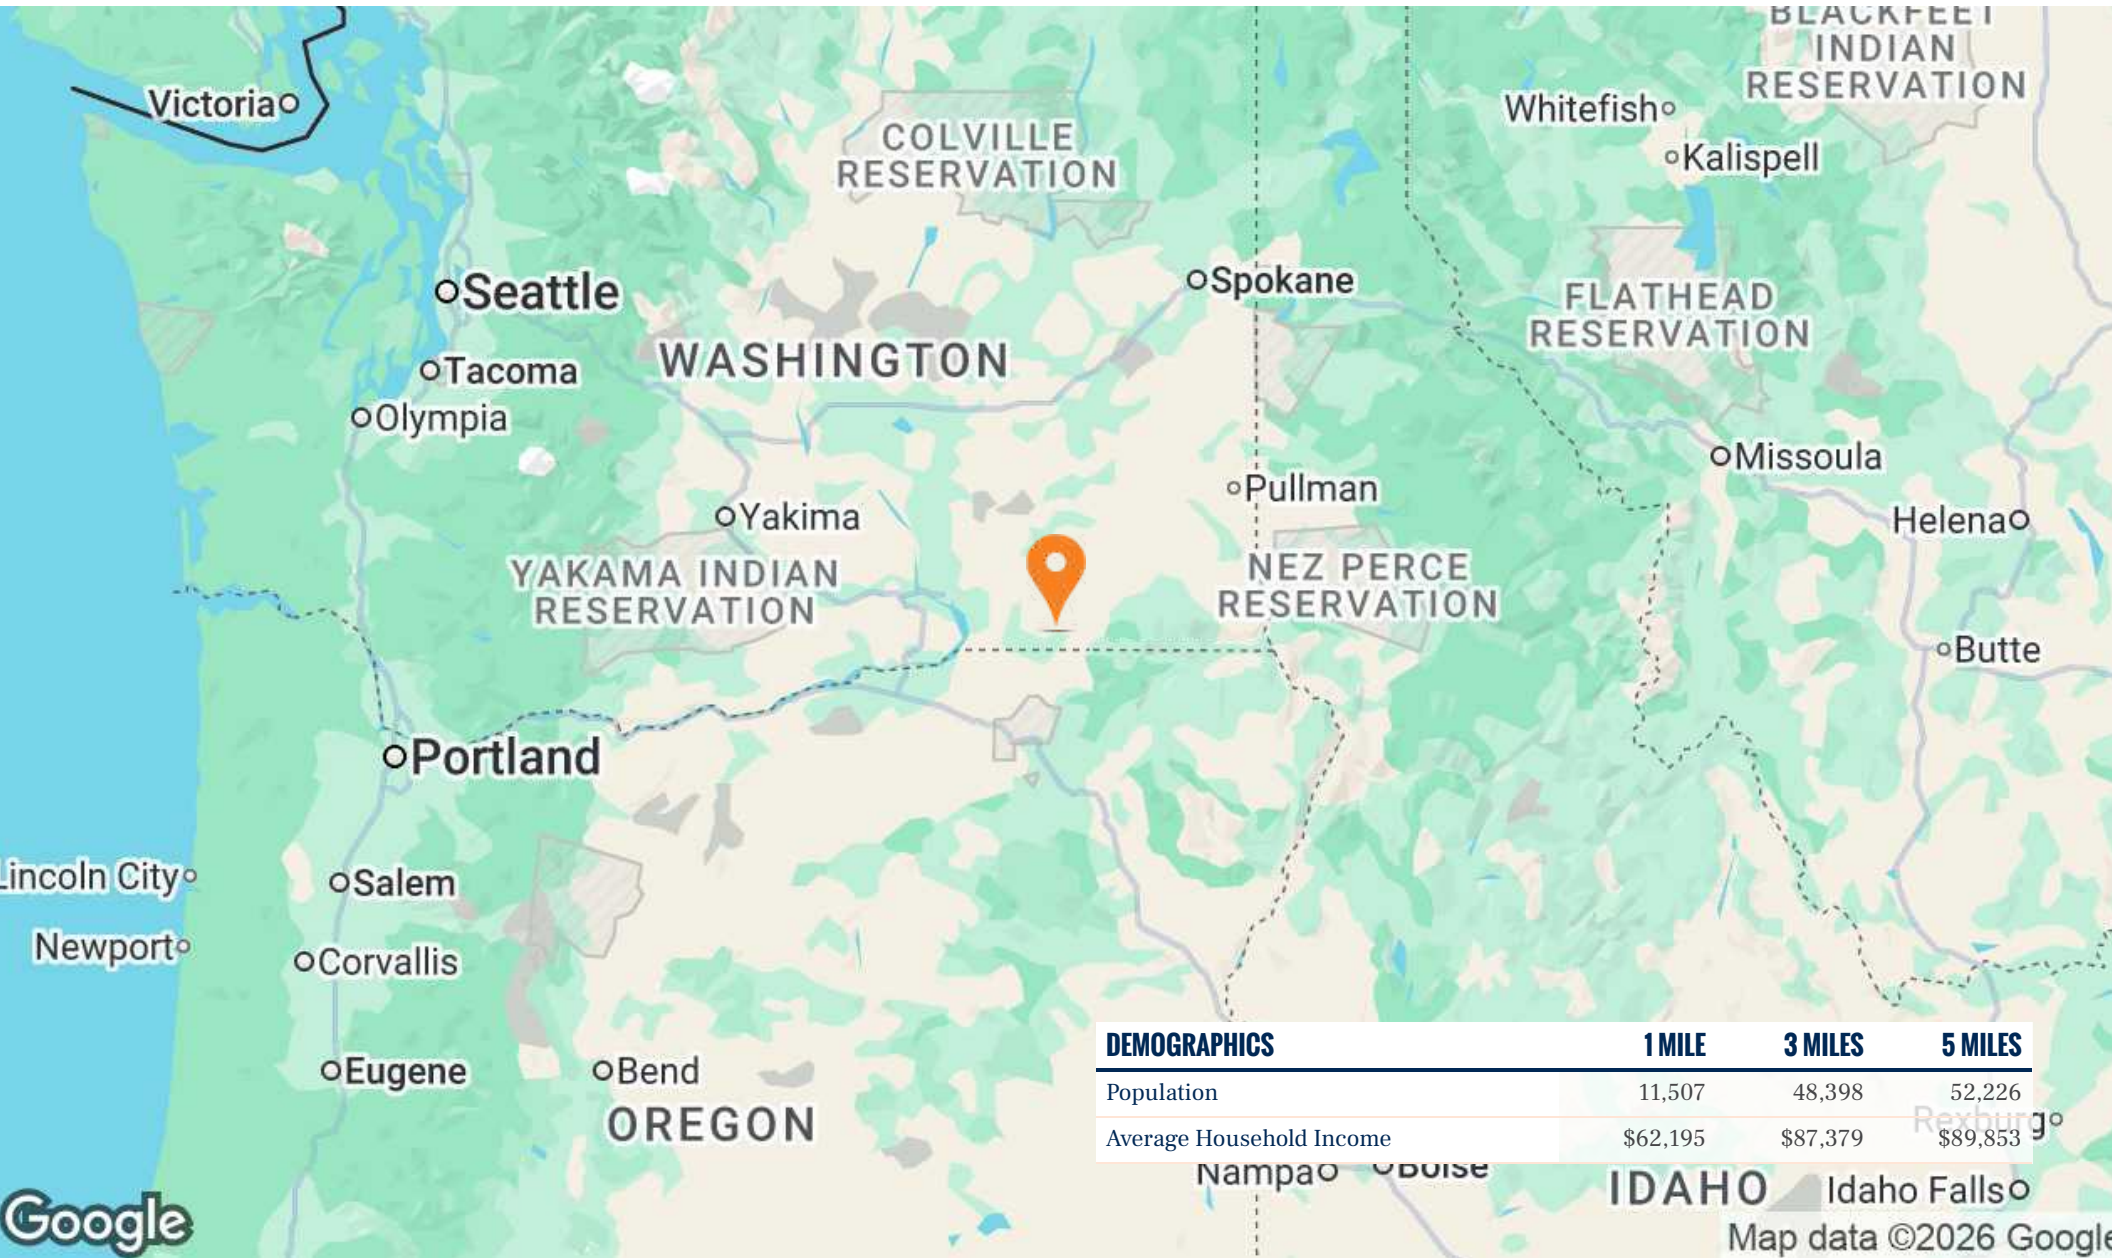 BLACKFEET
INDIAN
RESERVATION
Victoria
Whitefish
COLVILLE
RESERVATION
Kalispell
Seattle
Spokane
FLATHEAD
RESERVATION
WASHINGTON
Tacoma
Olympia
Missoula
Pullman
Yakima
Helena
YAKAMA INDIAN
RESERVATION
NEZ PERCE
RESERVATION
Butte
Portland
Lincoln City
Salem
Newport
Corvallis
Eugene
Bend
OREGON
DEMOGRAPHICS 1 MILE 3 MILES 5 MILES
Population 11,507 48,398 52,226
Rexburg
Average Household Income $62,195 $87,379 $89,853
Nampa
Boise
IDAHO
Idaho Falls
Google
Map data ©2026 Google